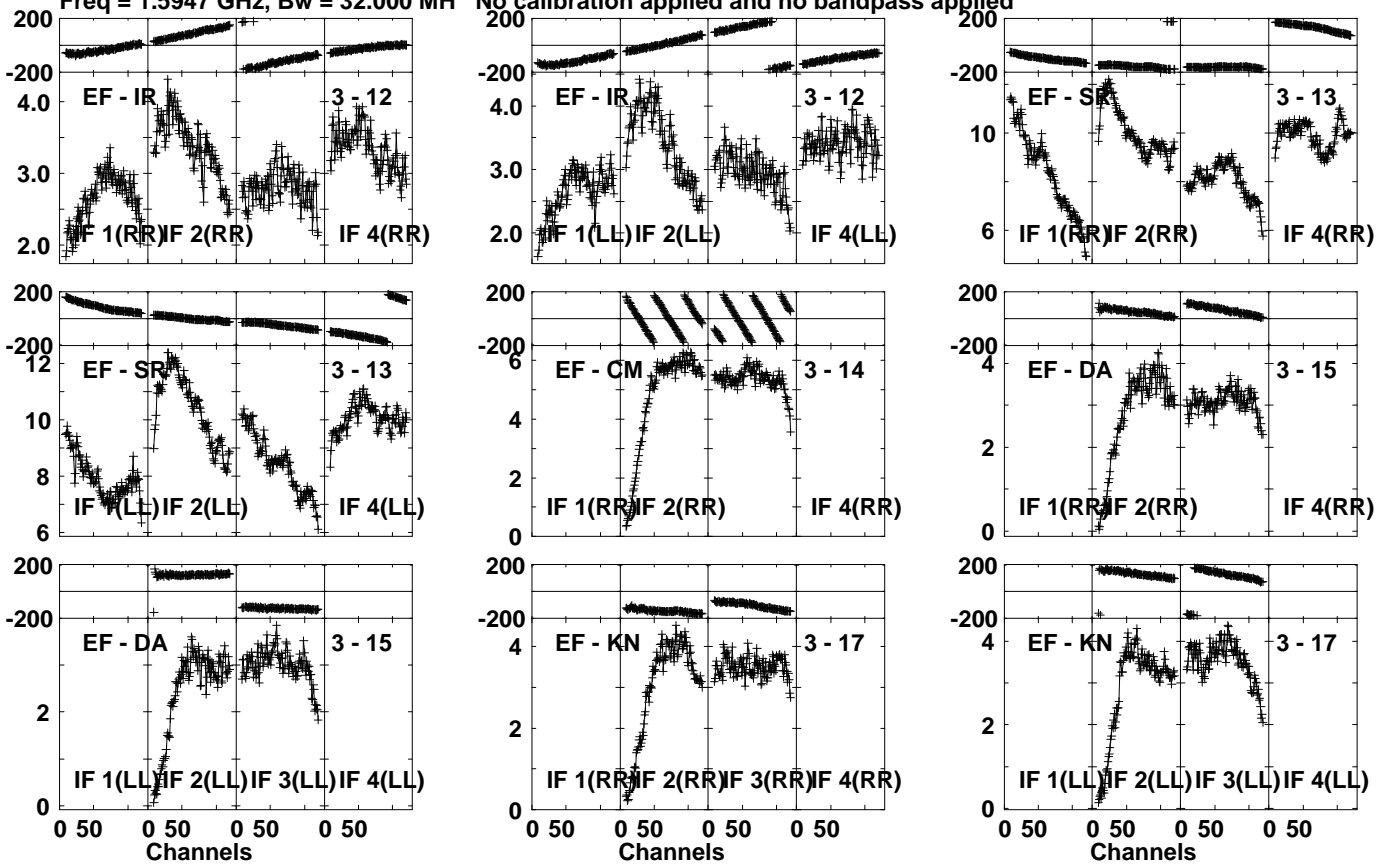 Freq = 1.5947 GHz, Bw = 32.000 MH No calibration applied and no bandpass applied
200
-200
EF - IR 3 - 12
4.0
3.0
2.0
IF 1(RR) IF 2(RR) IF 4(RR)
200
-200
EF - IR 3 - 12
4.0
3.0
2.0
IF 1(LL) IF 2(LL) IF 4(LL)
200
-200
EF - SR 3 - 13
10
6
IF 1(RR) IF 2(RR) IF 4(RR)
200
-200
EF - SR 3 - 13
12
10
8
6
IF 1(LL) IF 2(LL) IF 4(LL)
200
-200
EF - CM 3 - 14
6
4
2
0
IF 1(RR) IF 2(RR) IF 4(RR)
200
-200
EF - DA 3 - 15
4
2
0
IF 1(RR) IF 2(RR) IF 4(RR)
200
-200
EF - DA 3 - 15
2
0
IF 1(LL) IF 2(LL) IF 3(LL) IF 4(LL)
0 50 0 50 0 50 0 50
Channels
200
-200
EF - KN 3 - 17
4
2
0
IF 1(RR) IF 2(RR) IF 3(RR) IF 4(RR)
0 50 0 50 0 50 0 50
Channels
200
-200
EF - KN 3 - 17
4
2
0
IF 1(LL) IF 2(LL) IF 3(LL) IF 4(LL)
0 50 0 50 0 50 0 50
Channels